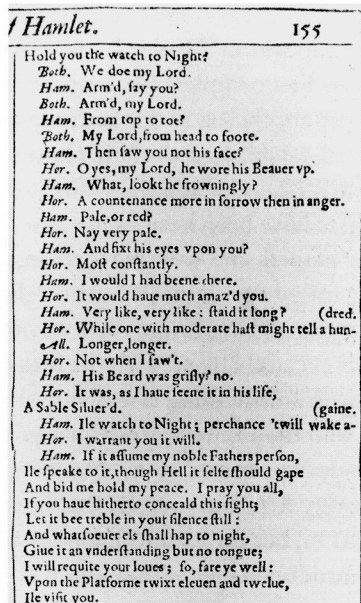 Hamlet. 155
Hold you the watch to Night?
Both. We doe my Lord.
Ham. Arm'd, ſay you?
Both. Arm'd, my Lord.
Ham. From top to toe?
Both. My Lord, from head to foote.
Ham. Then ſaw you not his face?
Hor. O yes, my Lord, he wore his Beauer vp.
Ham. What, lookt he frowningly?
Hor. A countenance more in ſorrow then in anger.
Ham. Pale, or red?
Hor. Nay very pale.
Ham. And fixt his eyes vpon you?
Hor. Moſt conſtantly.
Ham. I would I had beene there.
Hor. It would haue much amaz'd you.
Ham. Very like, very like: ſtaid it long? (dred.
Hor. While one with moderate haſt might tell a hun-
All. Longer, longer.
Hor. Not when I ſaw't.
Ham. His Beard was griſly? no.
Hor. It was, as I haue ſeene it in his life,
A Sable Siluer'd. (gaine.
Ham. Ile watch to Night; perchance 'twill wake a-
Hor. I warrant you it will.
Ham. If it aſſume my noble Fathers perſon,
Ile ſpeake to it, though Hell it ſelfe ſhould gape
And bid me hold my peace. I pray you all,
If you haue hitherto conceald this ſight;
Let it bee treble in your ſilence ſtill:
And whatſoeuer els ſhall hap to night,
Giue it an vnderſtanding but no tongue;
I will requite your loues; ſo, fare ye well:
Vpon the Platforme twixt eleuen and twelue,
Ile viſit you.